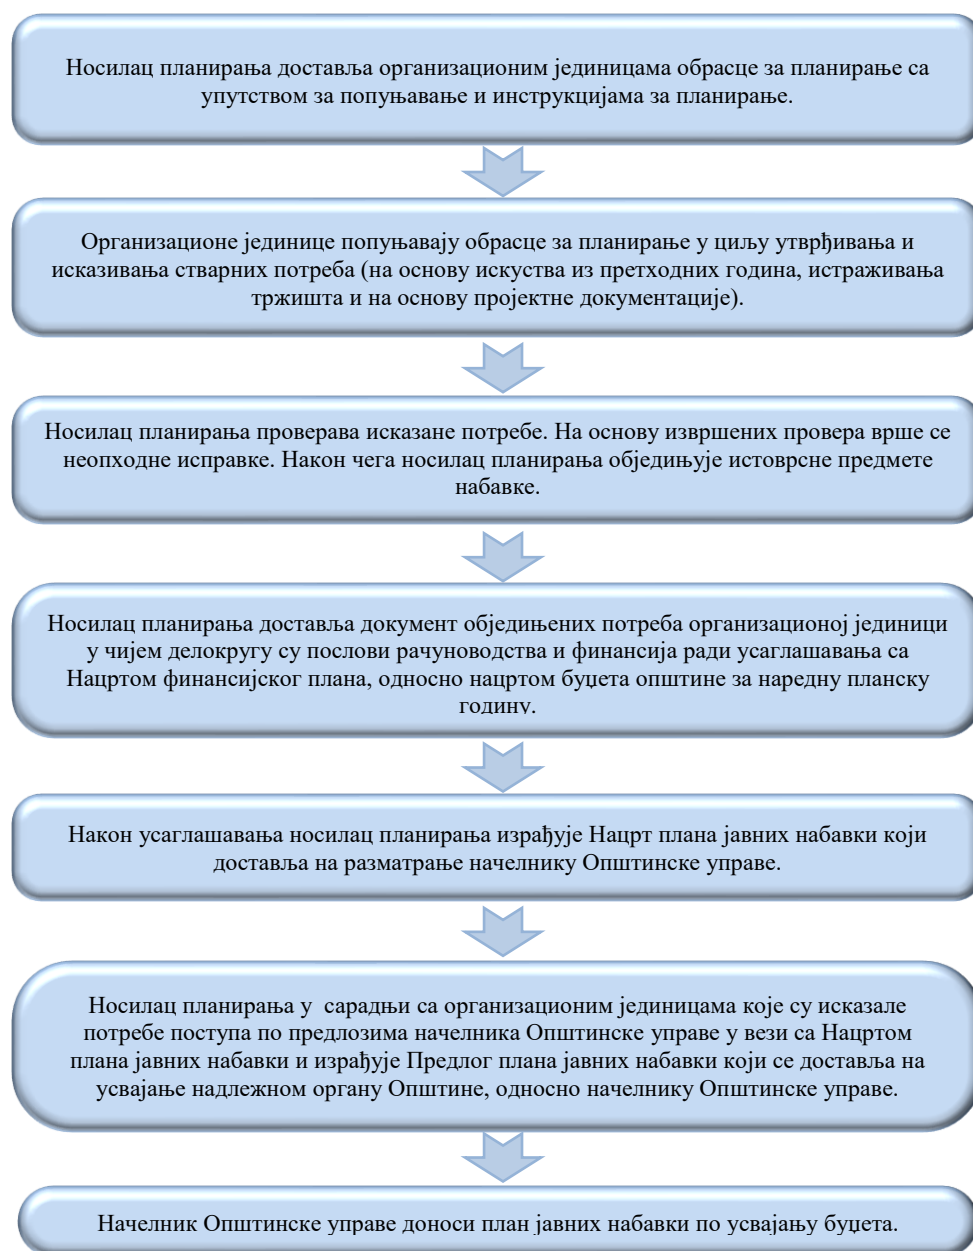 Носилац планирања доставља организационим јединицама обрасце за планирање са
упутством за попуњавање и инструкцијама за планирање.
Организационе јединице попуњавају обрасце за планирање у циљу утврђивања и
исказивања стварних потреба (на основу искуства из претходних година, истраживања
тржишта и на основу пројектне документације).
Носилац планирања проверава исказане потребе. На основу извршених провера врше се
неопходне исправке. Након чега носилац планирања обједињује истоврсне предмете
набавке.
Носилац планирања доставља документ обједињених потреба организационој јединици
у чијем делокругу су послови рачуноводства и финансија ради усаглашавања са
Нацртом финансијског плана, односно нацртом буџета општине за наредну планску
годину.
Након усаглашавања носилац планирања израђује Нацрт плана јавних набавки који
доставља на разматрање начелнику Општинске управе.
Носилац планирања у сарадњи са организационим јединицама које су исказале
потребе поступа по предлозима начелника Општинске управе у вези са Нацртом
плана јавних набавки и израђује Предлог плана јавних набавки који се доставља на
усвајање надлежном органу Општине, односно начелнику Општинске управе.
Начелник Општинске управе доноси план јавних набавки по усвајању буџета.